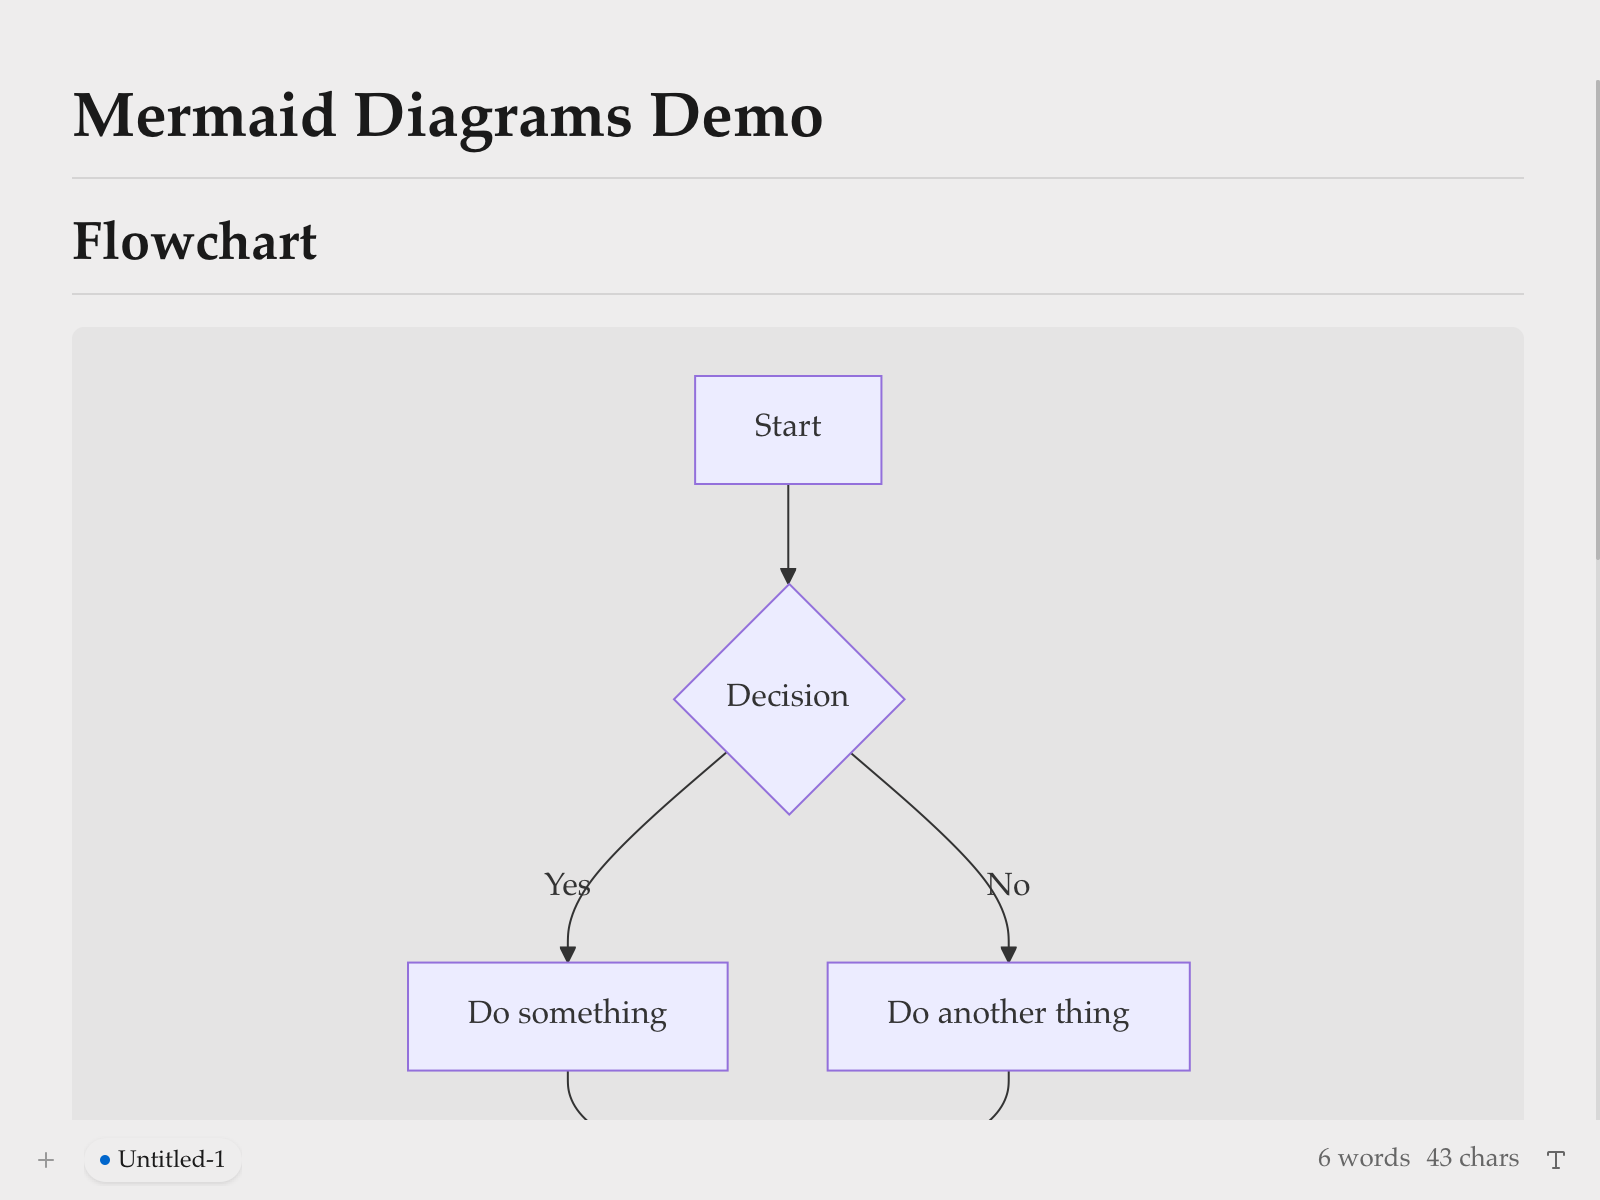 Mermaid Diagrams Demo
Flowchart
Start
Decision
Yes
No
Do something
Do another thing
Untitled-1
6 words 43 chars